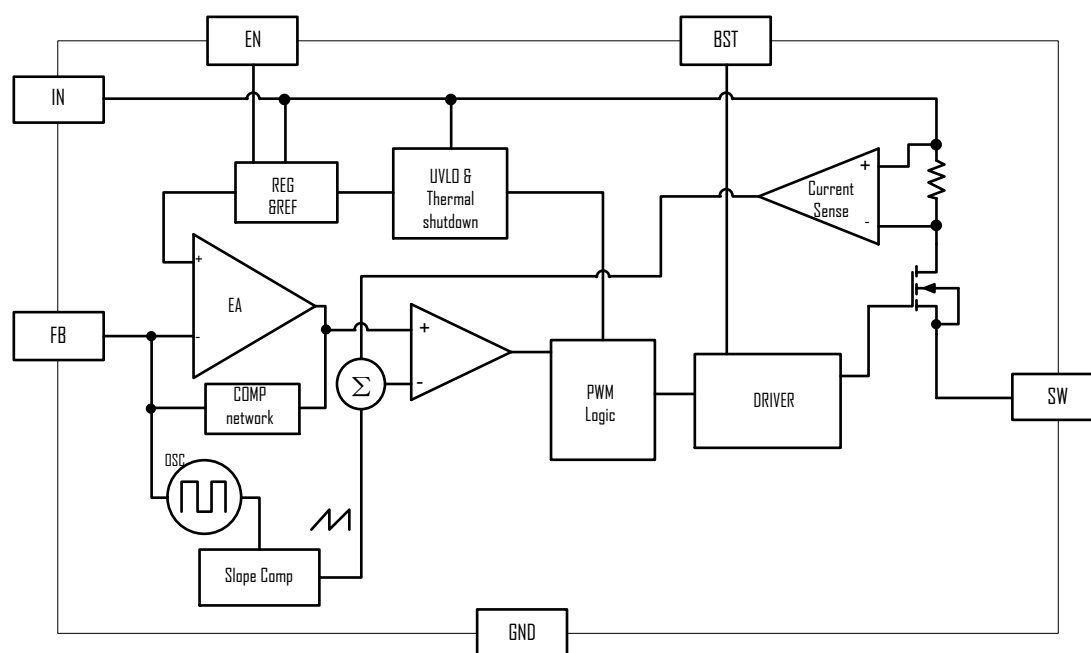 EN
BST
IN
REG
&REF
UVLO &
Thermal
shutdown
+
Current
Sense
-
+
EA
-
FB
+
-
Σ
COMP
network
PWM
Logic
DRIVER
SW
OSC
Slope Comp
GND